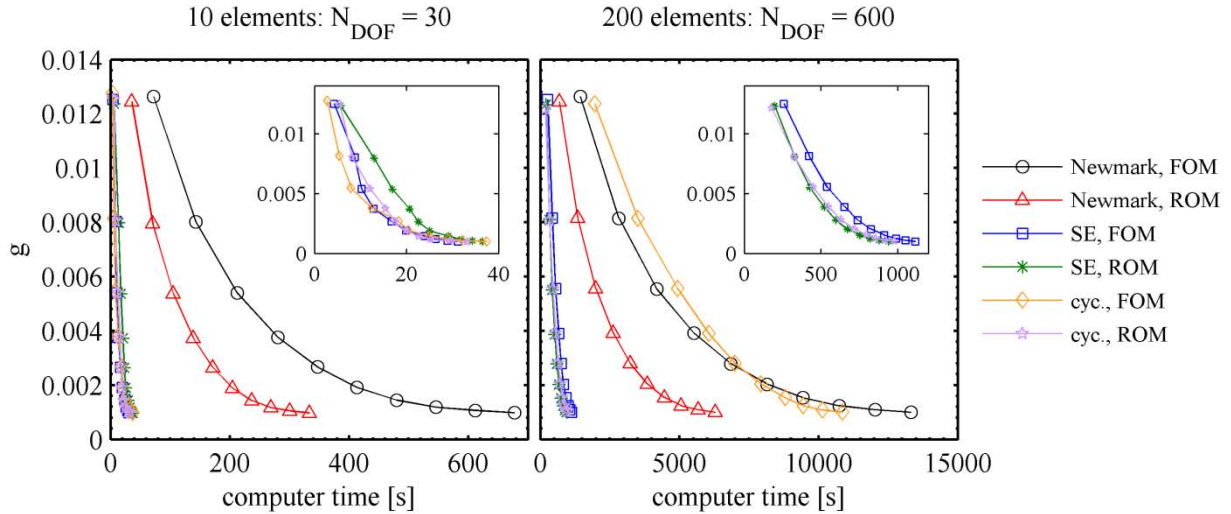 10 elements: N_DOF = 30
200 elements: N_DOF = 600
g
0.014
0.012
0.01
0.008
0.006
0.004
0.002
0
0 200 400 600
computer time [s]
0.01
0.005
0
0 20 40
0 5000 10000 15000
computer time [s]
0.01
0.005
0
0 500 1000
Newmark, FOM
Newmark, ROM
SE, FOM
SE, ROM
cyc., FOM
cyc., ROM